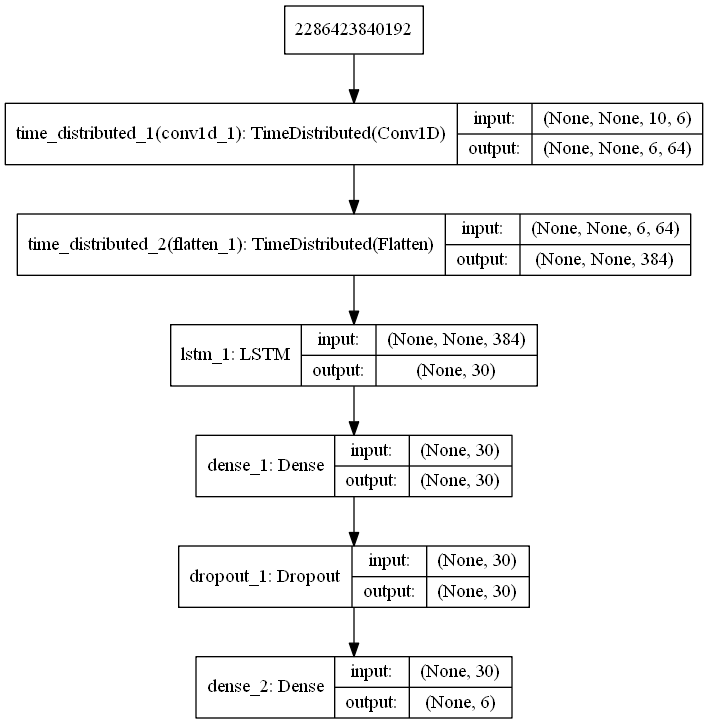 2286423840192
time_distributed_1(conv1d_1): TimeDistributed(Conv1D)
input:
(None, None, 10, 6)
output:
(None, None, 6, 64)
time_distributed_2(flatten_1): TimeDistributed(Flatten)
input:
(None, None, 6, 64)
output:
(None, None, 384)
lstm_1: LSTM
input:
(None, None, 384)
output:
(None, 30)
dense_1: Dense
input:
(None, 30)
output:
(None, 30)
dropout_1: Dropout
input:
(None, 30)
output:
(None, 30)
dense_2: Dense
input:
(None, 30)
output:
(None, 6)